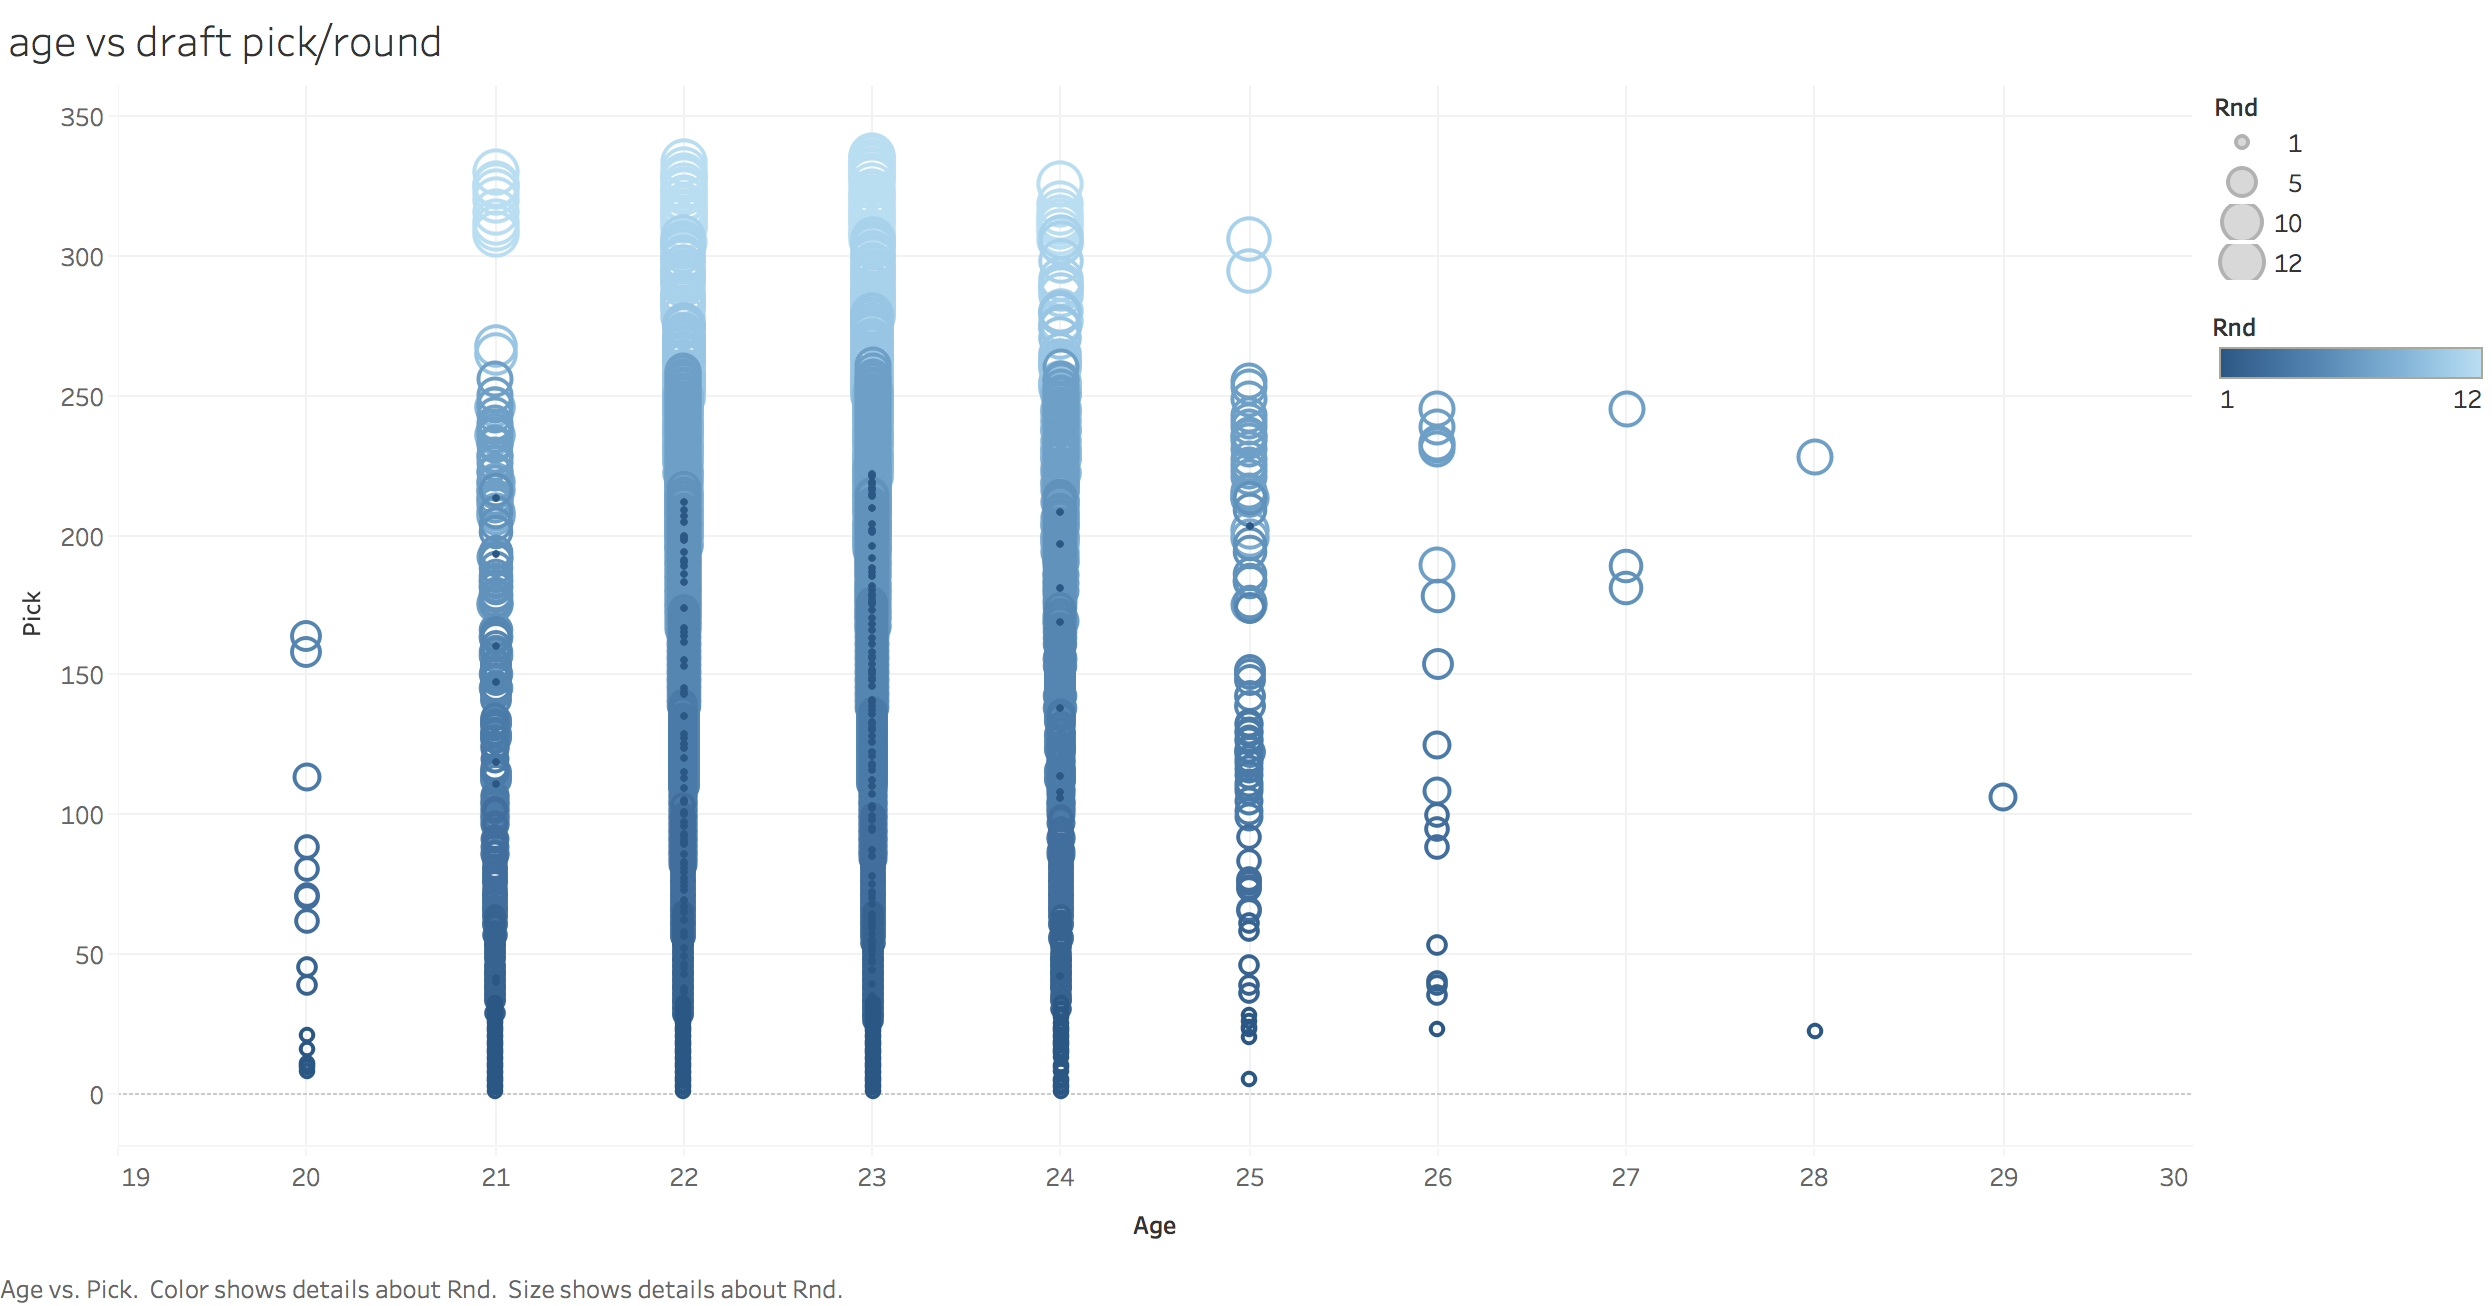 age vs draft pick/round
Rnd
1
5
10
12
Rnd
1 12
Pick
350
300
250
200
150
100
50
0
19 20 21 22 23 24 25 26 27 28 29 30
Age
Age vs. Pick. Color shows details about Rnd. Size shows details about Rnd.